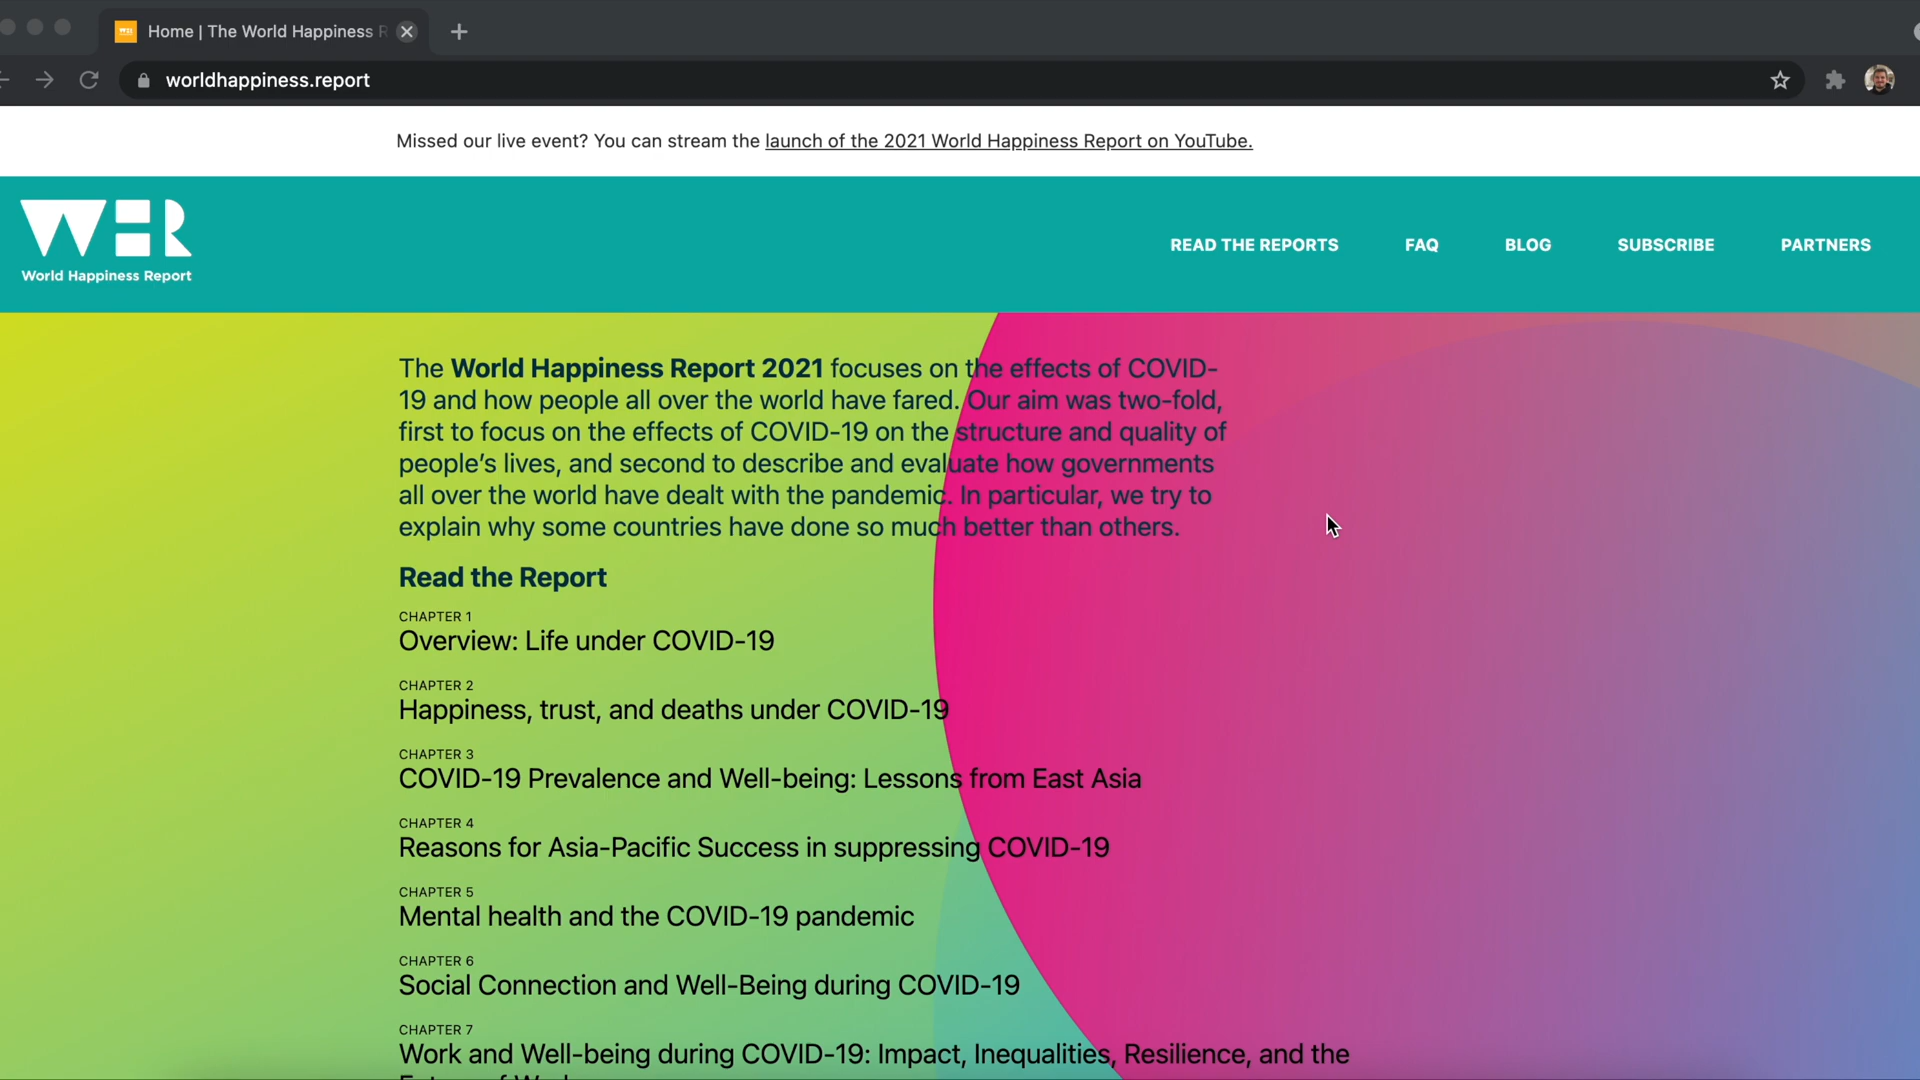 Home | The World Happiness R
worldhappiness.report
Missed our live event? You can stream the launch of the 2021 World Happiness Report on YouTube.
WHR
World Happiness Report
READ THE REPORTS FAQ BLOG SUBSCRIBE PARTNERS
The World Happiness Report 2021 focuses on the effects of COVID-
19 and how people all over the world have fared. Our aim was two-fold,
first to focus on the effects of COVID-19 on the structure and quality of
people's lives, and second to describe and evaluate how governments
all over the world have dealt with the pandemic. In particular, we try to
explain why some countries have done so much better than others.
Read the Report
CHAPTER 1
Overview: Life under COVID-19
CHAPTER 2
Happiness, trust, and deaths under COVID-19
CHAPTER 3
COVID-19 Prevalence and Well-being: Lessons from East Asia
CHAPTER 4
Reasons for Asia-Pacific Success in suppressing COVID-19
CHAPTER 5
Mental health and the COVID-19 pandemic
CHAPTER 6
Social Connection and Well-Being during COVID-19
CHAPTER 7
Work and Well-being during COVID-19: Impact, Inequalities, Resilience, and the